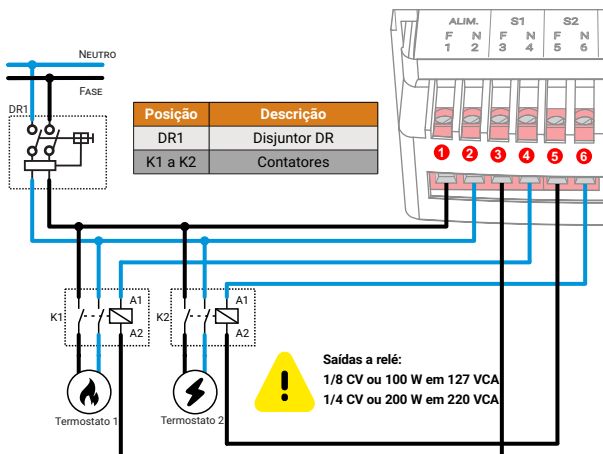 ALIM. S1 S2
F N F N F N
1 2 3 4 5 6
NEUTRO
FASE
DR1
Posição Descrição
DR1 Disjuntor DR
K1 a K2 Contatores
1 2 3 4 5 6
K1 A1 A2
K2 A1 A2
Termostato 1
Termostato 2
!
Saídas a relé:
1/8 CV ou 100 W em 127 VCA
1/4 CV ou 200 W em 220 VCA